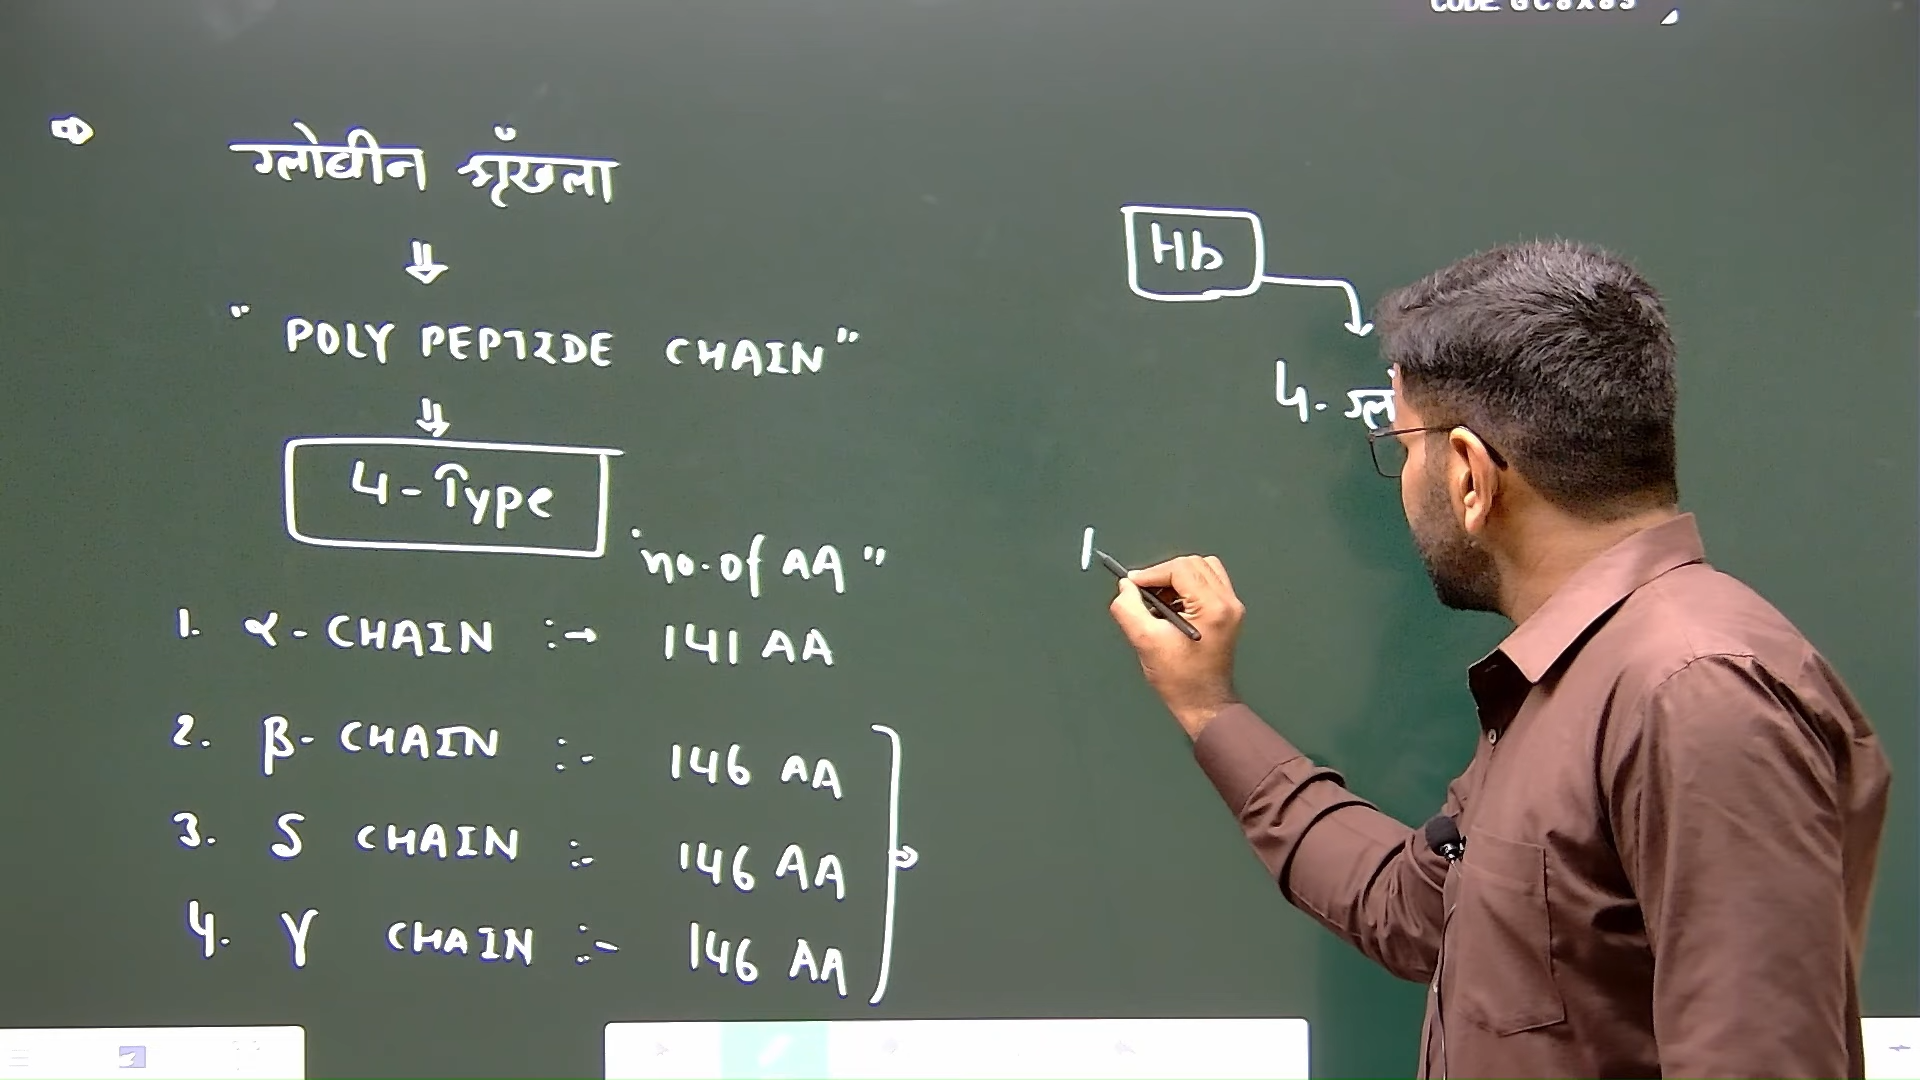 ग्लोबीन श्रृँखला
" POLY PEPTIDE CHAIN "
4-Type
"no. of AA"
1. α-CHAIN :→ 141 AA
2. β-CHAIN :- 146 AA
3. δ CHAIN :- 146 AA
4. γ CHAIN :- 146 AA
Hb
4-